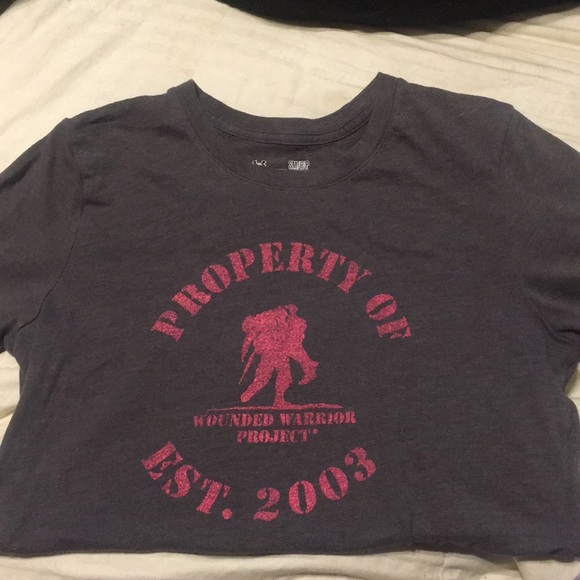 PROPERTY OF
WOUNDED WARRIOR
PROJECT®
EST. 2003